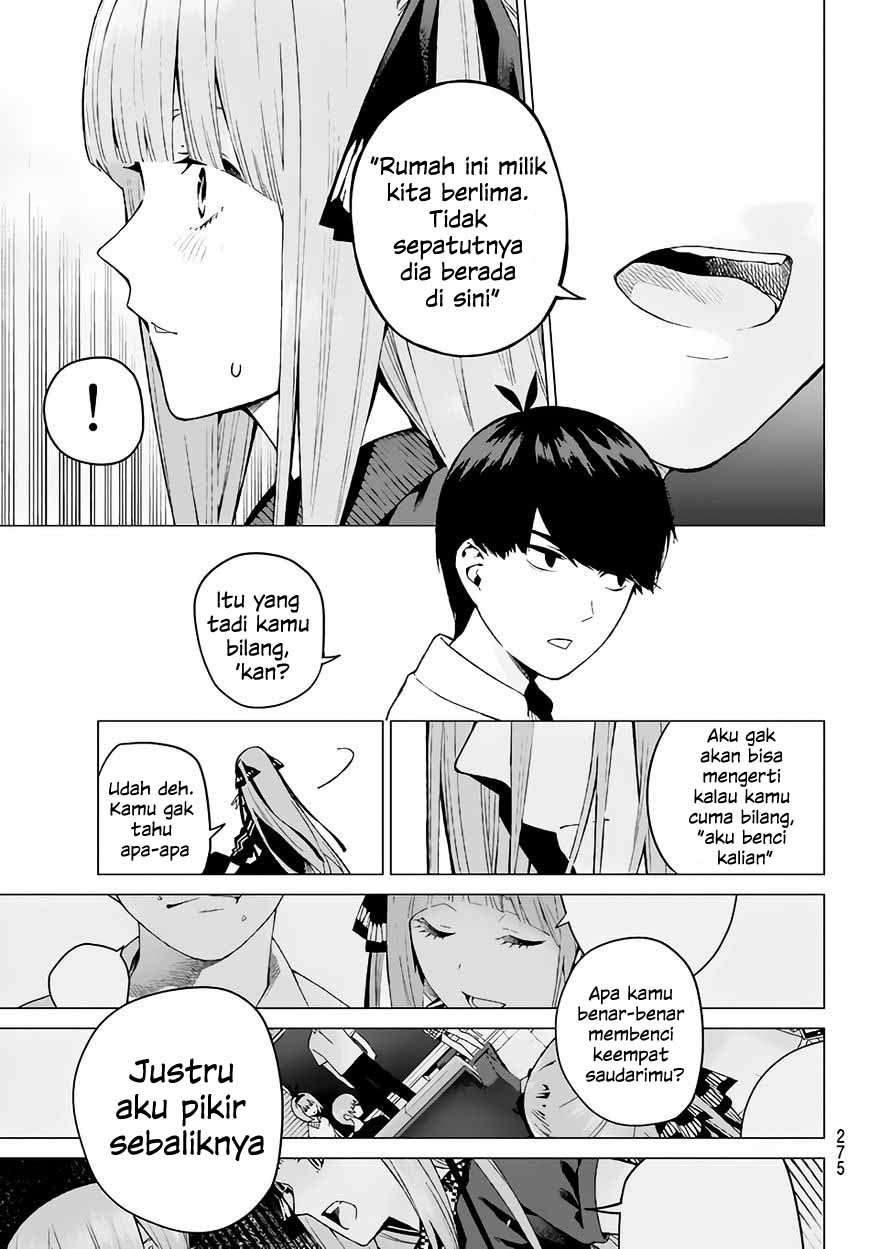 "Rumah ini milik
kita berlima.
Tidak
sepatutnya
dia berada
di sini"
!
Itu yang
tadi kamu
bilang,
'kan?
Aku gak
akan bisa
mengerti
kalau kamu
cuma bilang,
"aku benci
kalian"
Udah deh.
Kamu gak
tahu
apa-apa
Apa kamu
benar-benar
membenci
keempat
saudarimu?
Justru
aku pikir
sebaliknya
275